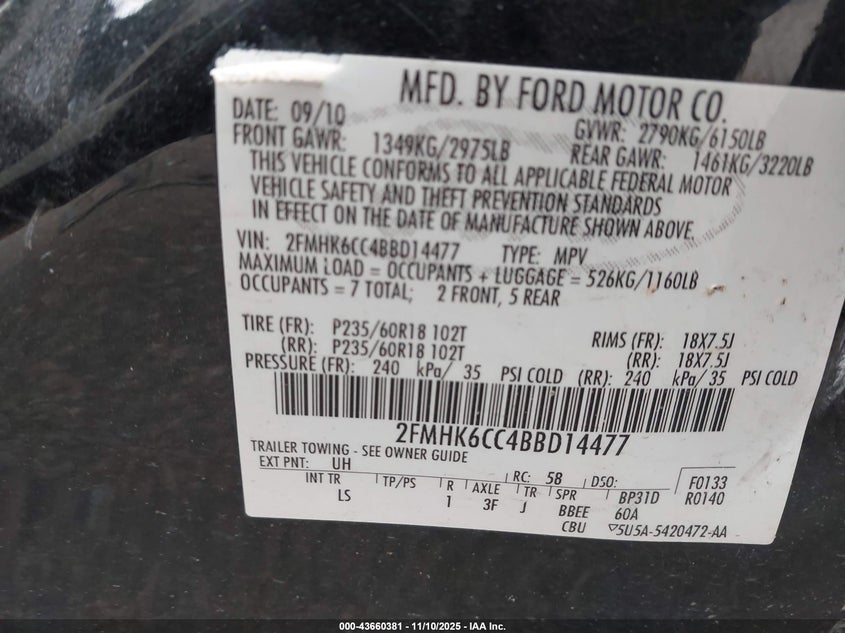 MFD. BY FORD MOTOR CO.
DATE: 09/10 GVWR: 2790KG/6150LB
FRONT GAWR: 1349KG/2975LB REAR GAWR: 1461KG/3220LB
THIS VEHICLE CONFORMS TO ALL APPLICABLE FEDERAL MOTOR
VEHICLE SAFETY AND THEFT PREVENTION STANDARDS
IN EFFECT ON THE DATE OF MANUFACTURE SHOWN ABOVE.
VIN: 2FMHK6CC4BBD14477 TYPE: MPV
MAXIMUM LOAD = OCCUPANTS + LUGGAGE = 526KG/1160LB
OCCUPANTS = 7 TOTAL; 2 FRONT, 5 REAR
TIRE (FR): P235/60R18 102T RIMS (FR): 18X7.5J
(RR): P235/60R18 102T (RR): 18X7.5J
PRESSURE (FR): 240 kPa/ 35 PSI COLD (RR): 240 kPa/ 35 PSI COLD
2FMHK6CC4BBD14477
TRAILER TOWING - SEE OWNER GUIDE
EXT PNT: UH RC: 58 DSO: F0133
INT TR TP/PS R AXLE TR SPR BP31D R0140
LS 1 3F J BBEE 60A
CBU 5U5A-5420472-AA
000-43660381 - 11/10/2025 - IAA Inc.